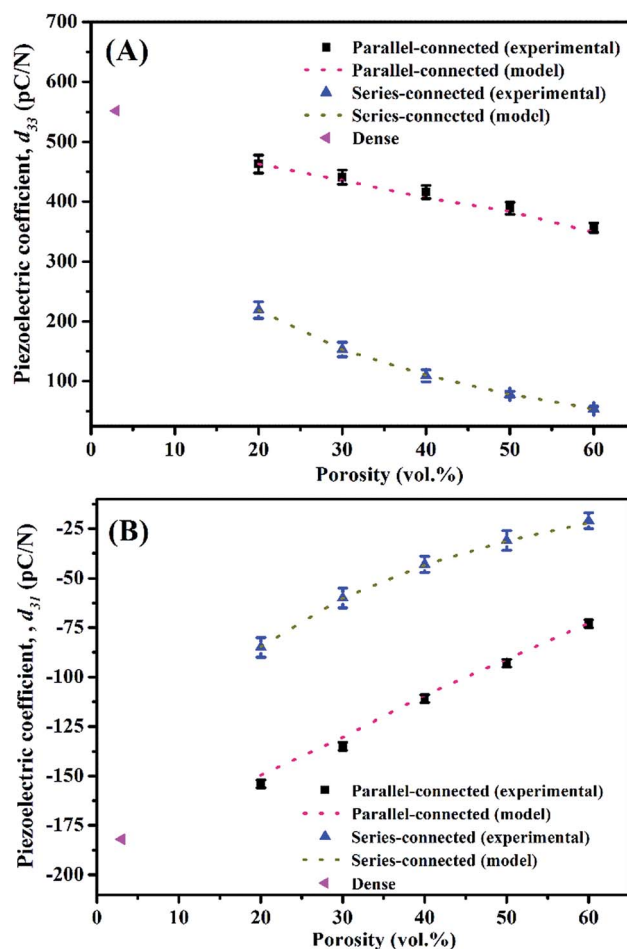 (A)
Parallel-connected (experimental)
Parallel-connected (model)
Series-connected (experimental)
Series-connected (model)
Dense
Piezoelectric coefficient, d33 (pC/N)
700
600
500
400
300
200
100
0 10 20 30 40 50 60
Porosity (vol.%)
(B)
Piezoelectric coefficient, , d31 (pC/N)
-25
-50
-75
-100
-125
-150
-175
-200
Parallel-connected (experimental)
Parallel-connected (model)
Series-connected (experimental)
Series-connected (model)
Dense
0 10 20 30 40 50 60
Porosity (vol.%)